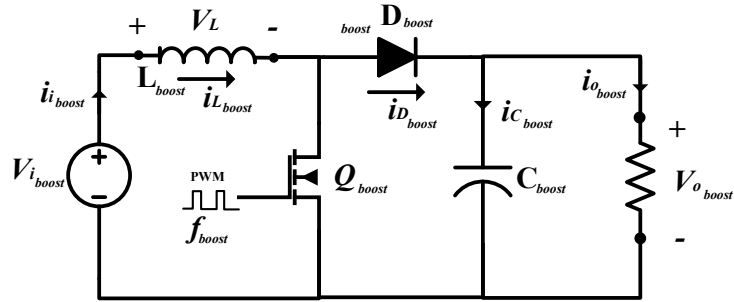 + V_L -
boost D_boost
L_boost
i_L_boost
i_D_boost
i_i_boost
i_C_boost
i_o_boost
+
V_i_boost
+
-
PWM
f_boost
Q_boost
C_boost
V_o_boost
-